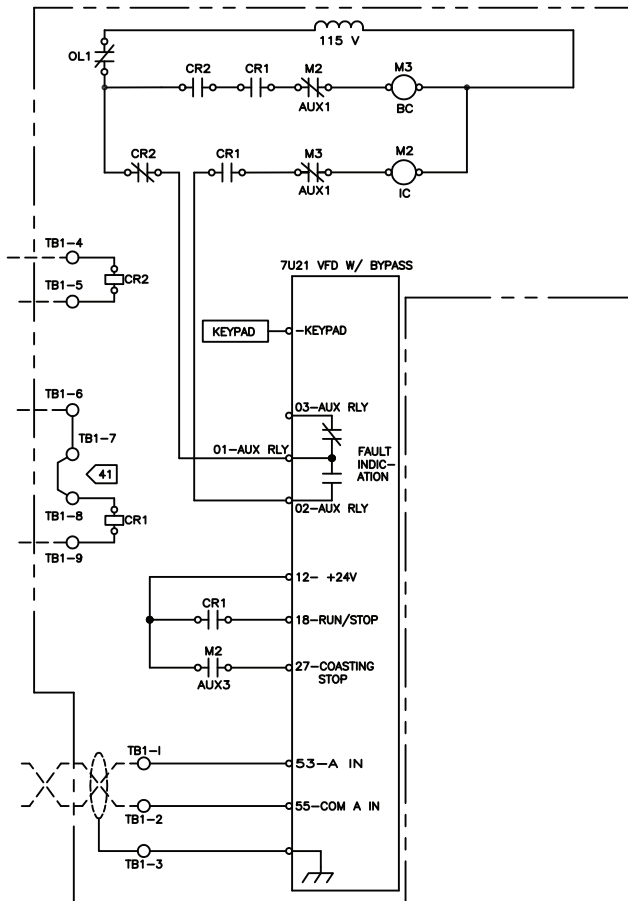 115 V
OL1
CR2
CR1
M2
AUX1
M3
BC
CR2
CR1
M3
AUX1
M2
IC
TB1-4
CR2
TB1-5
7U21 VFD W/ BYPASS
KEYPAD
-KEYPAD
TB1-6
03-AUX RLY
TB1-7
01-AUX RLY
FAULT
INDIC-
ATION
41
TB1-8
02-AUX RLY
CR1
TB1-9
12- +24V
CR1
18-RUN/STOP
M2
AUX3
27-COASTING
STOP
TB1-1
53-A IN
TB1-2
55-COM A IN
TB1-3